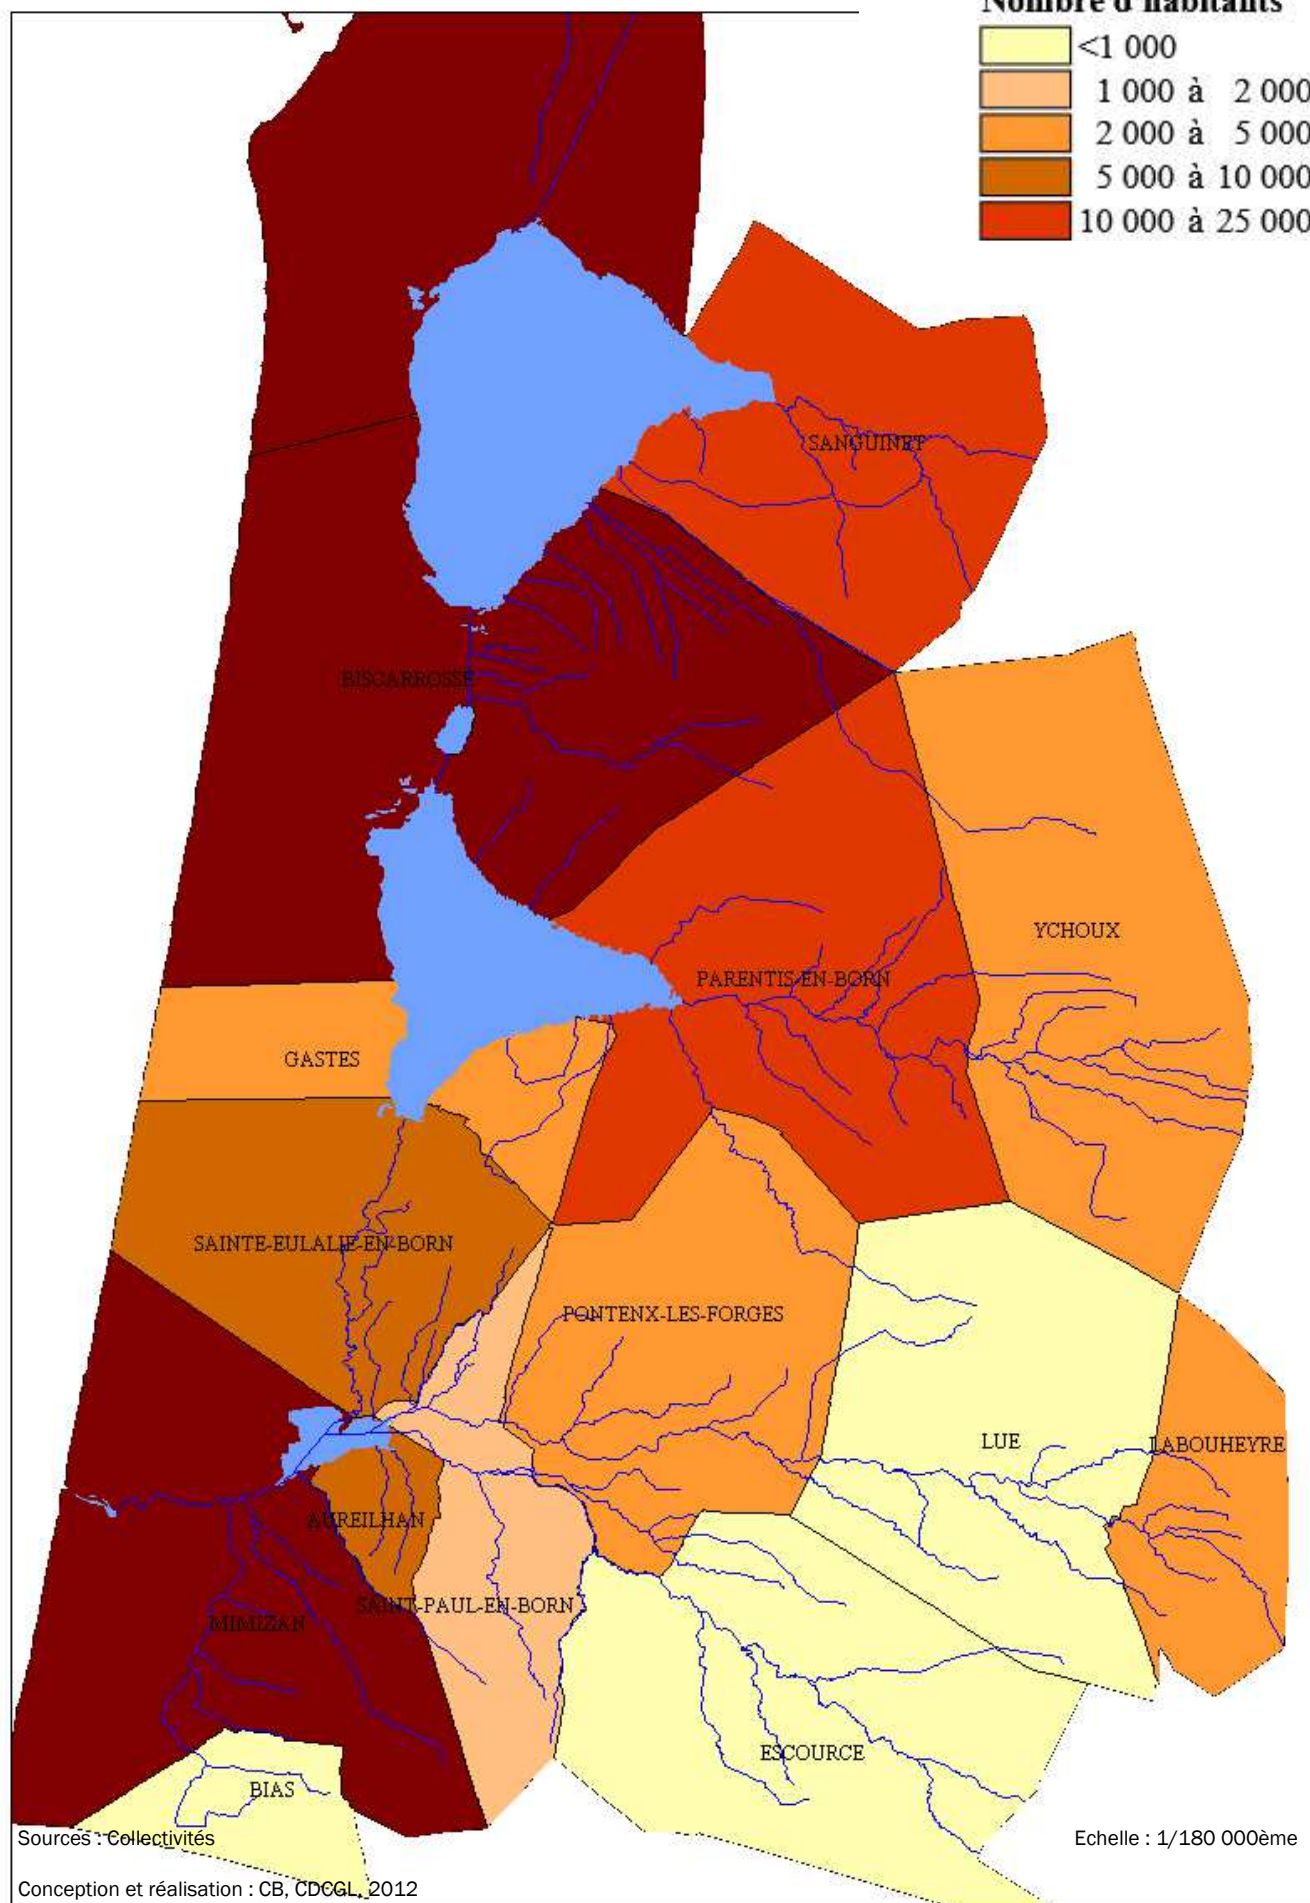 Nombre d'habitants
<1 000
1 000 à 2 000
2 000 à 5 000
5 000 à 10 000
10 000 à 25 000
SANGUINET
BISCARROSSE
YCHOUX
PARENTIS-EN-BORN
GASTES
SAINTE-EULALIE-EN-BORN
PONTENX-LES-FORGES
LUE
LABOUHEYRE
AUREILHAN
SAINT-PAUL-EN-BORN
MIMIZAN
ESCOURCE
BIAS
Sources : Collectivités
Echelle : 1/180 000ème
Conception et réalisation : CB, CDCGL, 2012